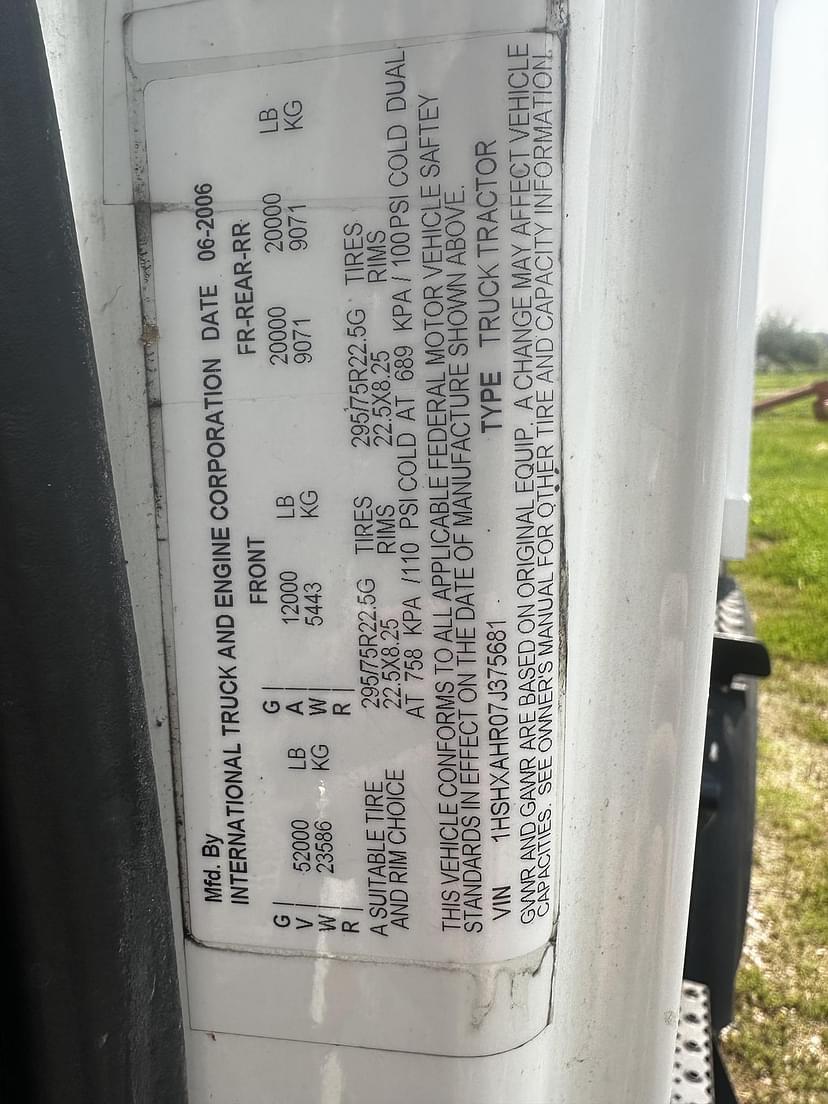 Mfd. By
INTERNATIONAL TRUCK AND ENGINE CORPORATION DATE 06-2006
FRONT FR-REAR-RR
G G
V 52000 LB A 12000 LB 20000 20000 LB
W 23586 KG W 5443 KG 9071 9071 KG
R R
A SUITABLE TIRE 295/75R22.5G TIRES 295/75R22.5G TIRES
AND RIM CHOICE 22.5X8.25 RIMS 22.5X8.25 RIMS
AT 758 KPA /110 PSI COLD AT 689 KPA / 100 PSI COLD DUAL
THIS VEHICLE CONFORMS TO ALL APPLICABLE FEDERAL MOTOR VEHICLE SAFTEY
STANDARDS IN EFFECT ON THE DATE OF MANUFACTURE SHOWN ABOVE.
VIN 1HSHXAHR07J375681 TYPE TRUCK TRACTOR
GVWR AND GAWR ARE BASED ON ORIGINAL EQUIP. A CHANGE MAY AFFECT VEHICLE
CAPACITIES. SEE OWNER'S MANUAL FOR OTHER TIRE AND CAPACITY INFORMATION.